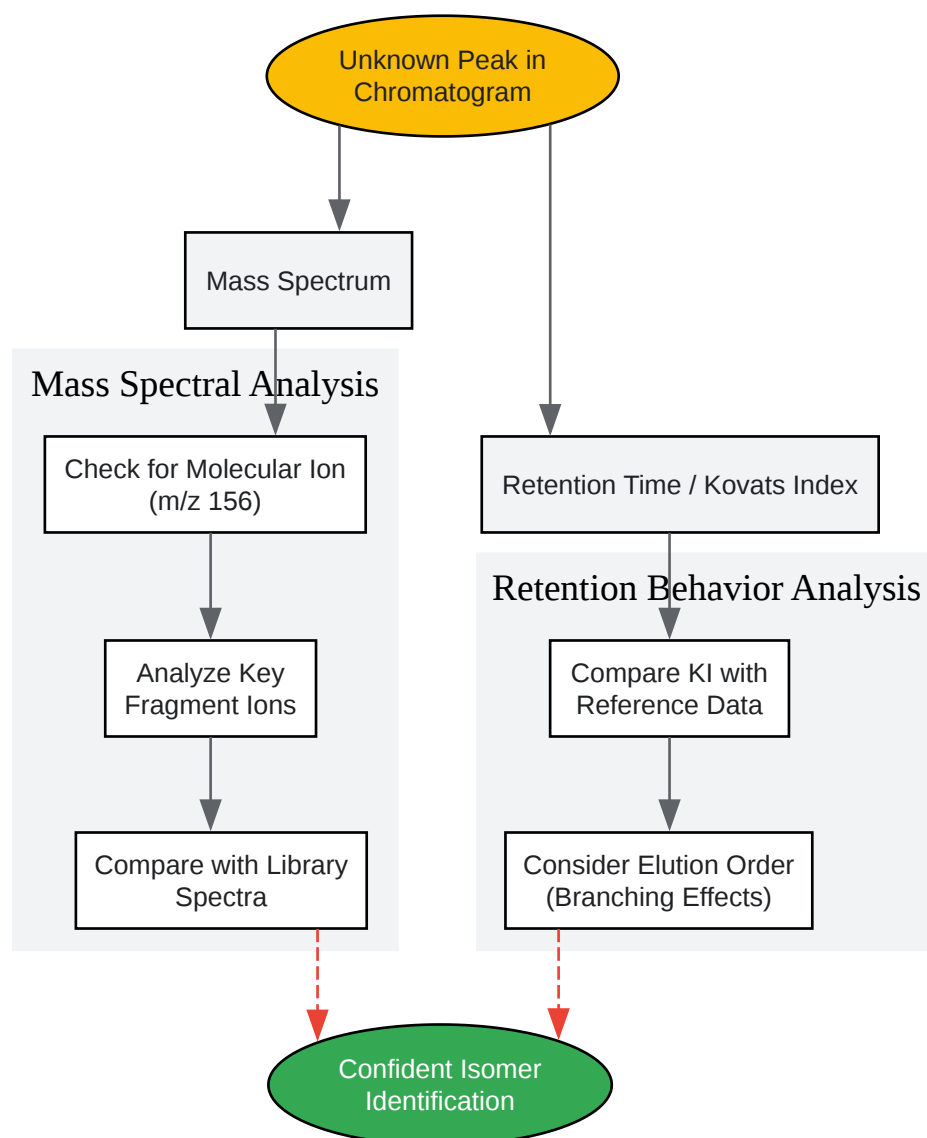 Unknown Peak in
Chromatogram
Mass Spectrum
Mass Spectral Analysis
Check for Molecular Ion
(m/z 156)
Analyze Key
Fragment Ions
Compare with Library
Spectra
Retention Time / Kovats Index
Retention Behavior Analysis
Compare KI with
Reference Data
Consider Elution Order
(Branching Effects)
Confident Isomer
Identification